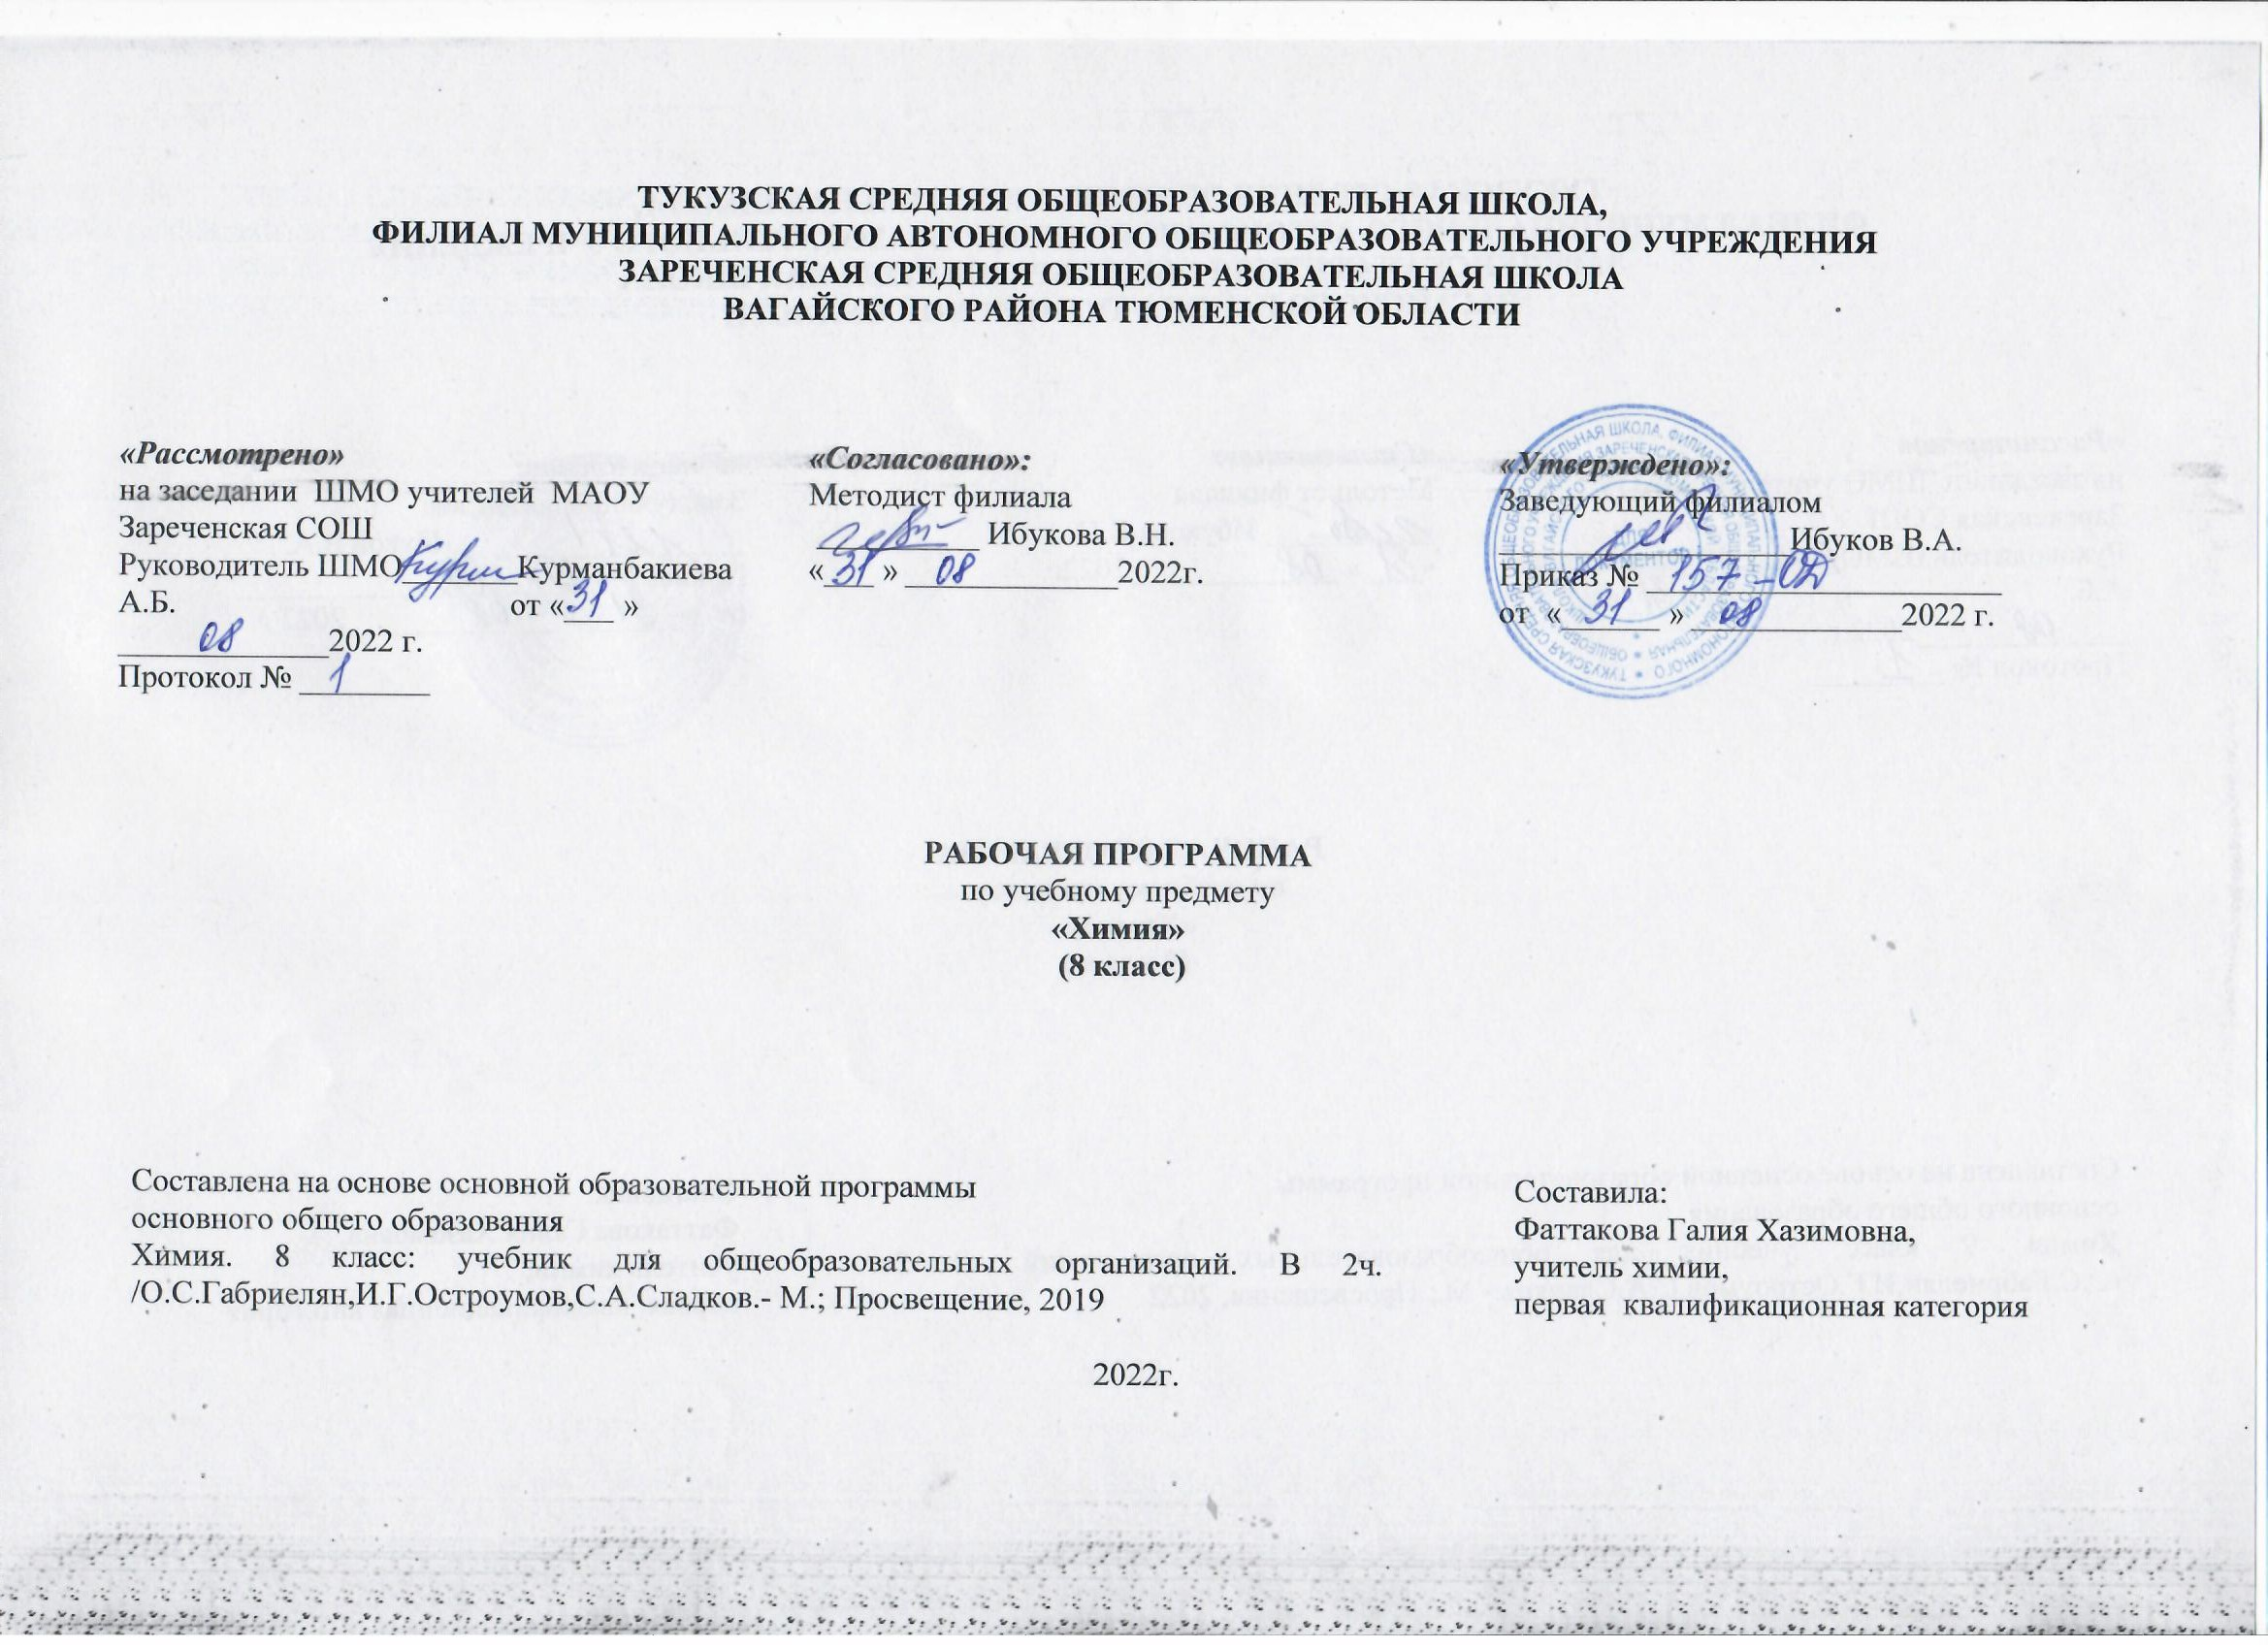 ТУКУЗСКАЯ СРЕДНЯЯ ОБЩЕОБРАЗОВАТЕЛЬНАЯ ШКОЛА,
ФИЛИАЛ МУНИЦИПАЛЬНОГО АВТОНОМНОГО ОБЩЕОБРАЗОВАТЕЛЬНОГО УЧРЕЖДЕНИЯ
ЗАРЕЧЕНСКАЯ СРЕДНЯЯ ОБЩЕОБРАЗОВАТЕЛЬНАЯ ШКОЛА
ВАГАЙСКОГО РАЙОНА ТЮМЕНСКОЙ ОБЛАСТИ
«Рассмотрено»
на заседании ШМО учителей МАОУ
Зареченская СОШ
Руководитель ШМО________Курманбакиева
А.Б. от «31 »
08 2022 г.
Протокол № 1
«Согласовано»:
Методист филиала
__________ Ибукова В.Н.
« 31 » 08 2022г.
«Утверждено»:
Заведующий филиалом
__________________Ибуков В.А.
Приказ № 157-ОД
от « 31 » 08 2022 г.
РАБОЧАЯ ПРОГРАММА
по учебному предмету
«Химия»
(8 класс)
Составлена на основе основной образовательной программы
основного общего образования
Химия. 8 класс: учебник для общеобразовательных организаций. В 2ч.
/О.С.Габриелян,И.Г.Остроумов,С.А.Сладков.- М.; Просвещение, 2019
Составила:
Фаттакова Галия Хазимовна,
учитель химии,
первая квалификационная категория
2022г.